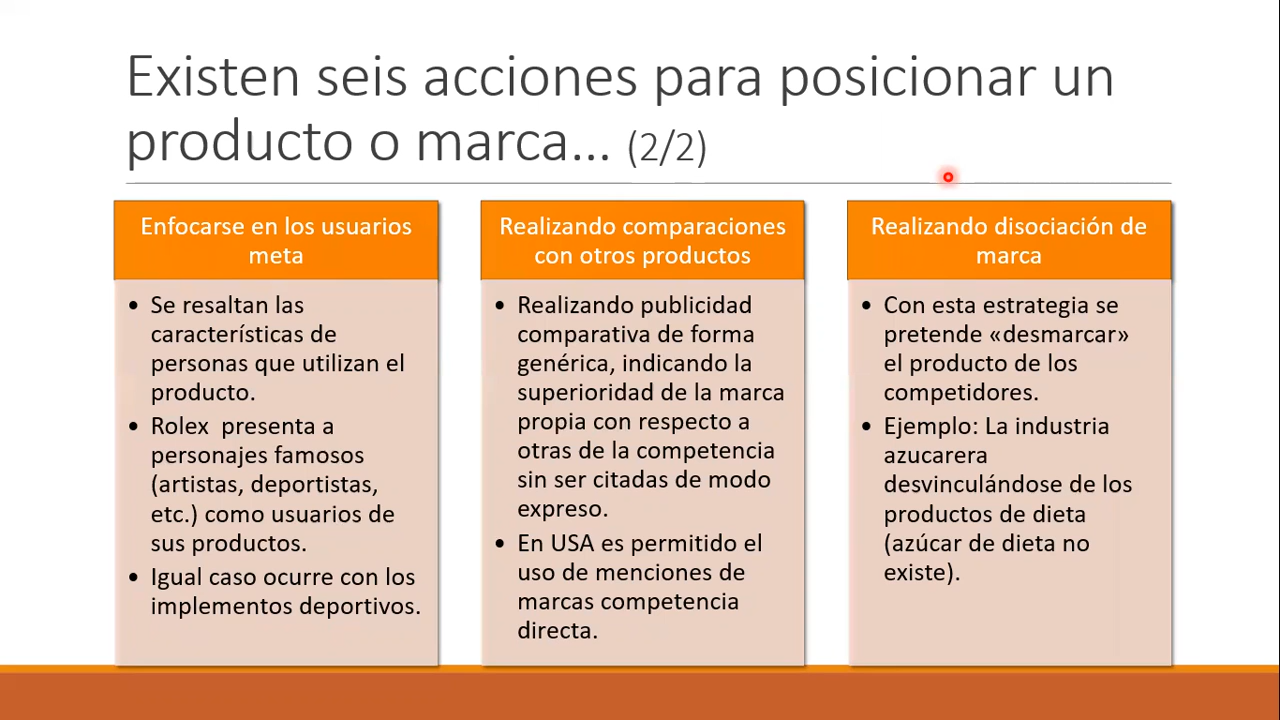 Existen seis acciones para posicionar un
producto o marca... (2/2)
Enfocarse en los usuarios
meta
• Se resaltan las
características de
personas que utilizan el
producto.
• Rolex  presenta a
personajes famosos
(artistas, deportistas,
etc.) como usuarios de
sus productos.
• Igual caso ocurre con los
implementos deportivos.
Realizando comparaciones
con otros productos
• Realizando publicidad
comparativa de forma
genérica, indicando la
superioridad de la marca
propia con respecto a
otras de la competencia
sin ser citadas de modo
expreso.
• En USA es permitido el
uso de menciones de
marcas competencia
directa.
Realizando disociación de
marca
• Con esta estrategia se
pretende «desmarcar»
el producto de los
competidores.
• Ejemplo: La industria
azucarera
desvinculándose de los
productos de dieta
(azúcar de dieta no
existe).